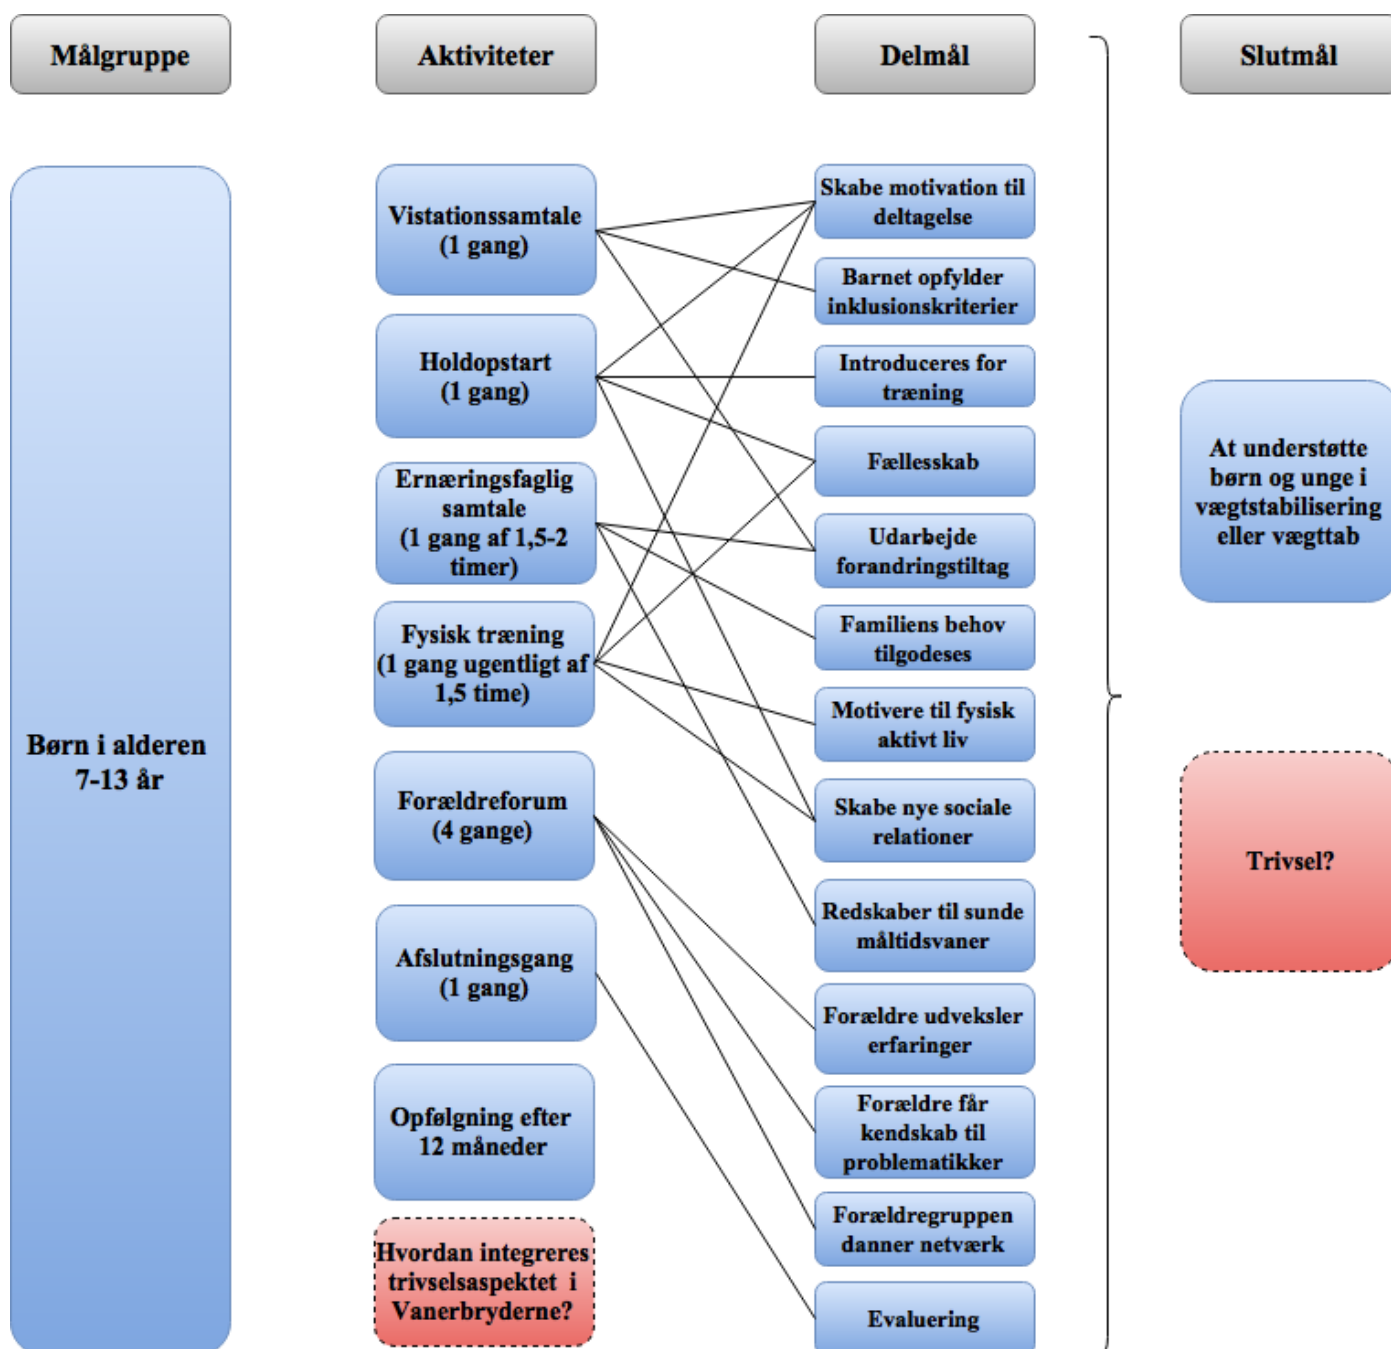 Målgruppe
Aktiviteter
Delmål
Slutmål
Børn i alderen
7-13 år
Vistationssamtale
(1 gang)
Holdopstart
(1 gang)
Ernæringsfaglig
samtale
(1 gang af 1,5-2
timer)
Fysisk træning
(1 gang ugentligt af
1,5 time)
Forældreforum
(4 gange)
Afslutningsgang
(1 gang)
Opfølgning efter
12 måneder
Hvordan integreres
trivselsaspektet i
Vanerbryderne?
Skabe motivation til
deltagelse
Barnet opfylder
inklusionskriterier
Introduceres for
træning
Fællesskab
Udarbejde
forandringstiltag
Familiens behov
tilgodeses
Motivere til fysisk
aktivt liv
Skabe nye sociale
relationer
Redskaber til sunde
måltidsvaner
Forældre udveksler
erfaringer
Forældre får
kendskab til
problematikker
Forældregruppen
danner netværk
Evaluering
At understøtte
børn og unge i
vægtstabilisering
eller vægttab
Trivsel?